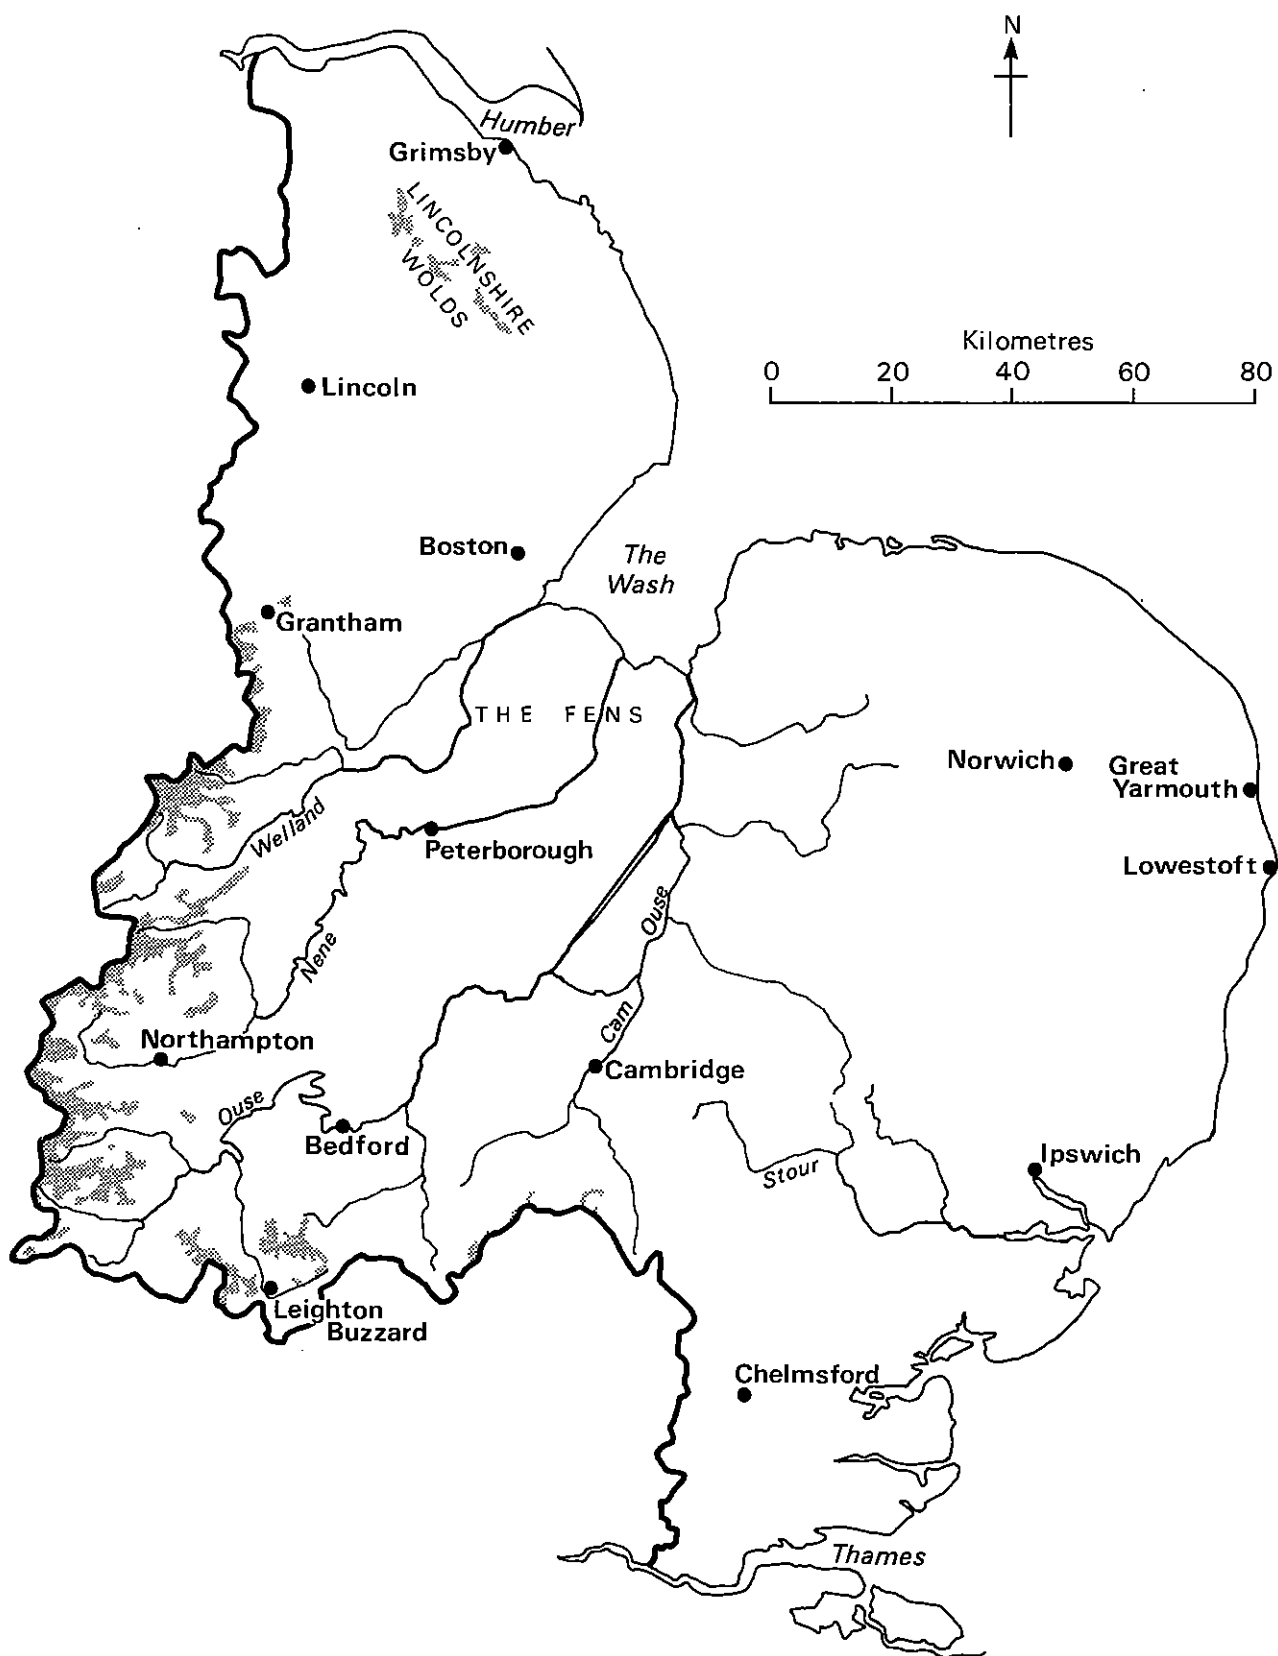 N
Humber
Grimsby
LINCOLNSHIRE
WOLDS
Kilometres
0 20 40 60 80
Lincoln
Boston
The
Wash
Grantham
THE FENS
Norwich
Great
Yarmouth
Welland
Peterborough
Lowestoft
Ouse
Nene
Cam
Northampton
Cambridge
Ouse
Bedford
Stour
Ipswich
Leighton
Buzzard
Chelmsford
Thames